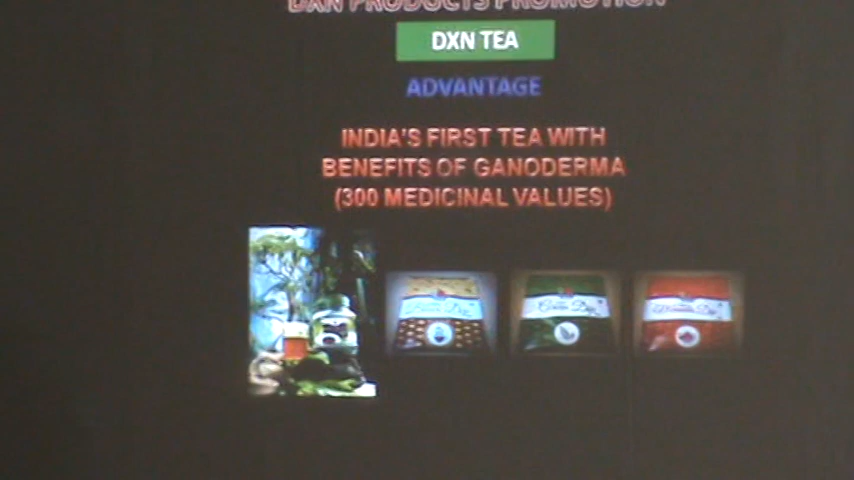 DXN PRODUCTS PROMOTION
DXN TEA
ADVANTAGE
INDIA'S FIRST TEA WITH
BENEFITS OF GANODERMA
(300 MEDICINAL VALUES)